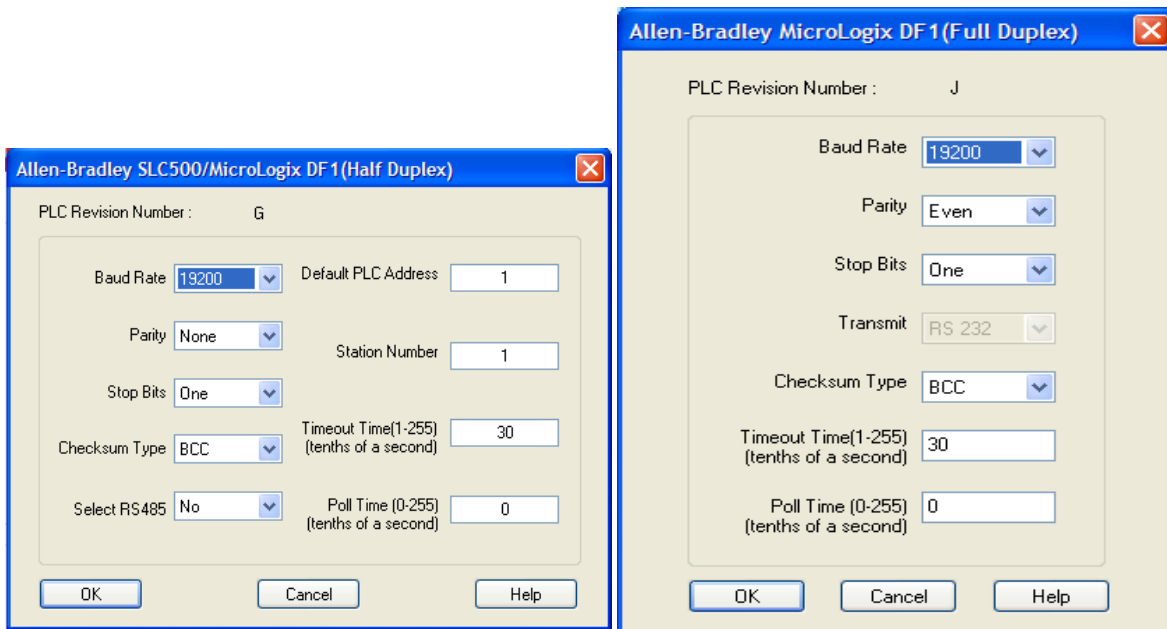 Allen-Bradley SLC500/MicroLogix DF1(Half Duplex)
PLC Revision Number : G
Baud Rate 19200
Default PLC Address 1
Parity None
Station Number 1
Stop Bits One
Timeout Time(1-255)
(tenths of a second) 30
Checksum Type BCC
Select RS485 No
Poll Time (0-255)
(tenths of a second) 0
OK Cancel Help
Allen-Bradley MicroLogix DF1(Full Duplex)
PLC Revision Number : J
Baud Rate 19200
Parity Even
Stop Bits One
Transmit RS 232
Checksum Type BCC
Timeout Time(1-255)
(tenths of a second) 30
Poll Time (0-255)
(tenths of a second) 0
OK Cancel Help